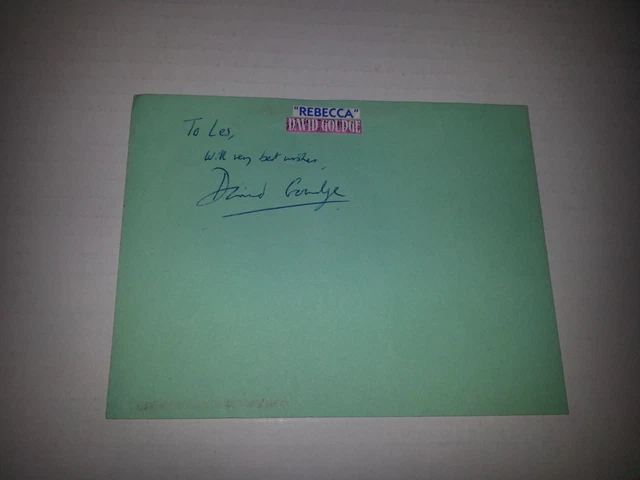 "REBECCA"
DAVID GOUDGE
To Les,
With very best wishes,
David Goudge